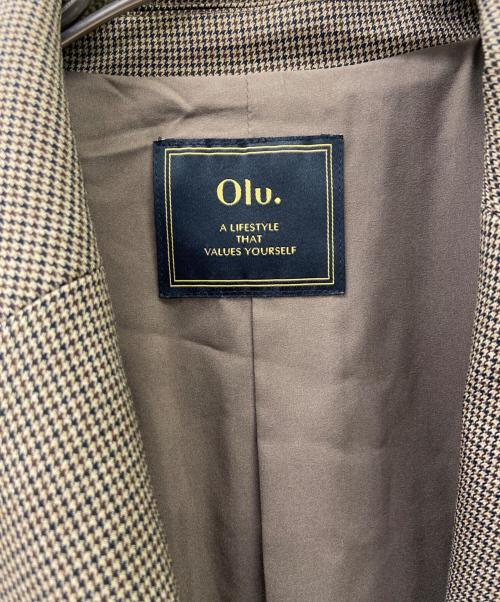 Olu.
A LIFESTYLE
THAT
VALUES YOURSELF